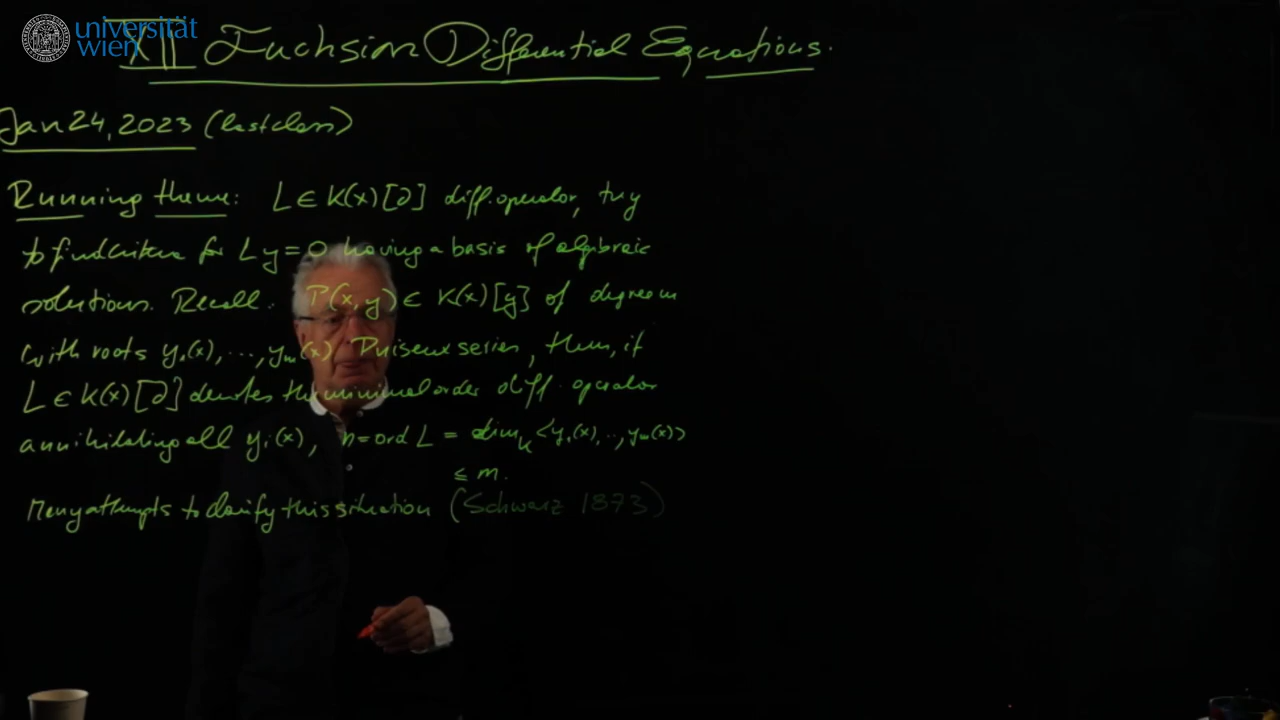 universität
wien
XII Fuchsian Differential Equations.
Jan 24, 2023 (last class)
Running theme: L ∈ K(x)[∂] diff. operator, try
to find criteria for Ly = 0 having a basis of algebraic
solutions. Recall. P(x,y) ∈ K(x)[y] of degree m
with roots y₁(x), ..., yₘ(x) Puiseux series, then, if
L ∈ K(x)[∂] denotes the minimal order diff. operator
annihilating all yᵢ(x), n = ord L = dim_K <y₁(x),..,yₘ(x)>
≤ m.
Many attempts to clarify this situation (Schwarz 1873)